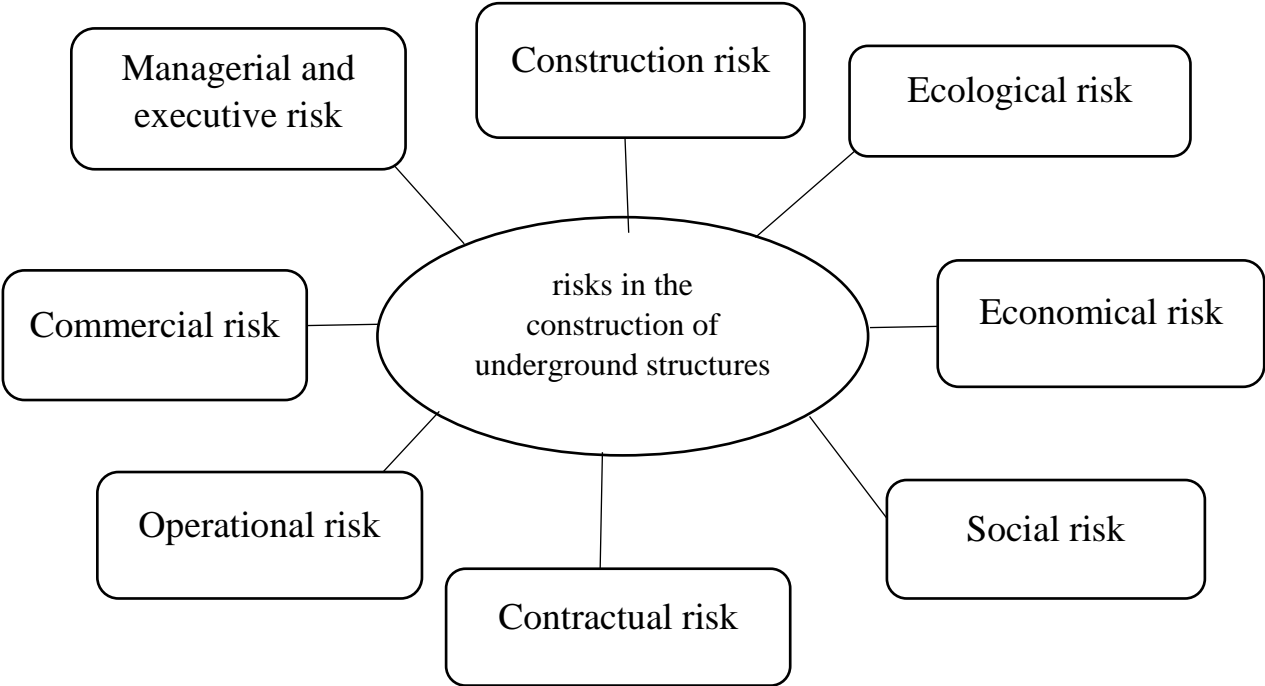 Managerial and
executive risk
Construction risk
Ecological risk
Commercial risk
risks in the
construction of
underground structures
Economical risk
Operational risk
Social risk
Contractual risk